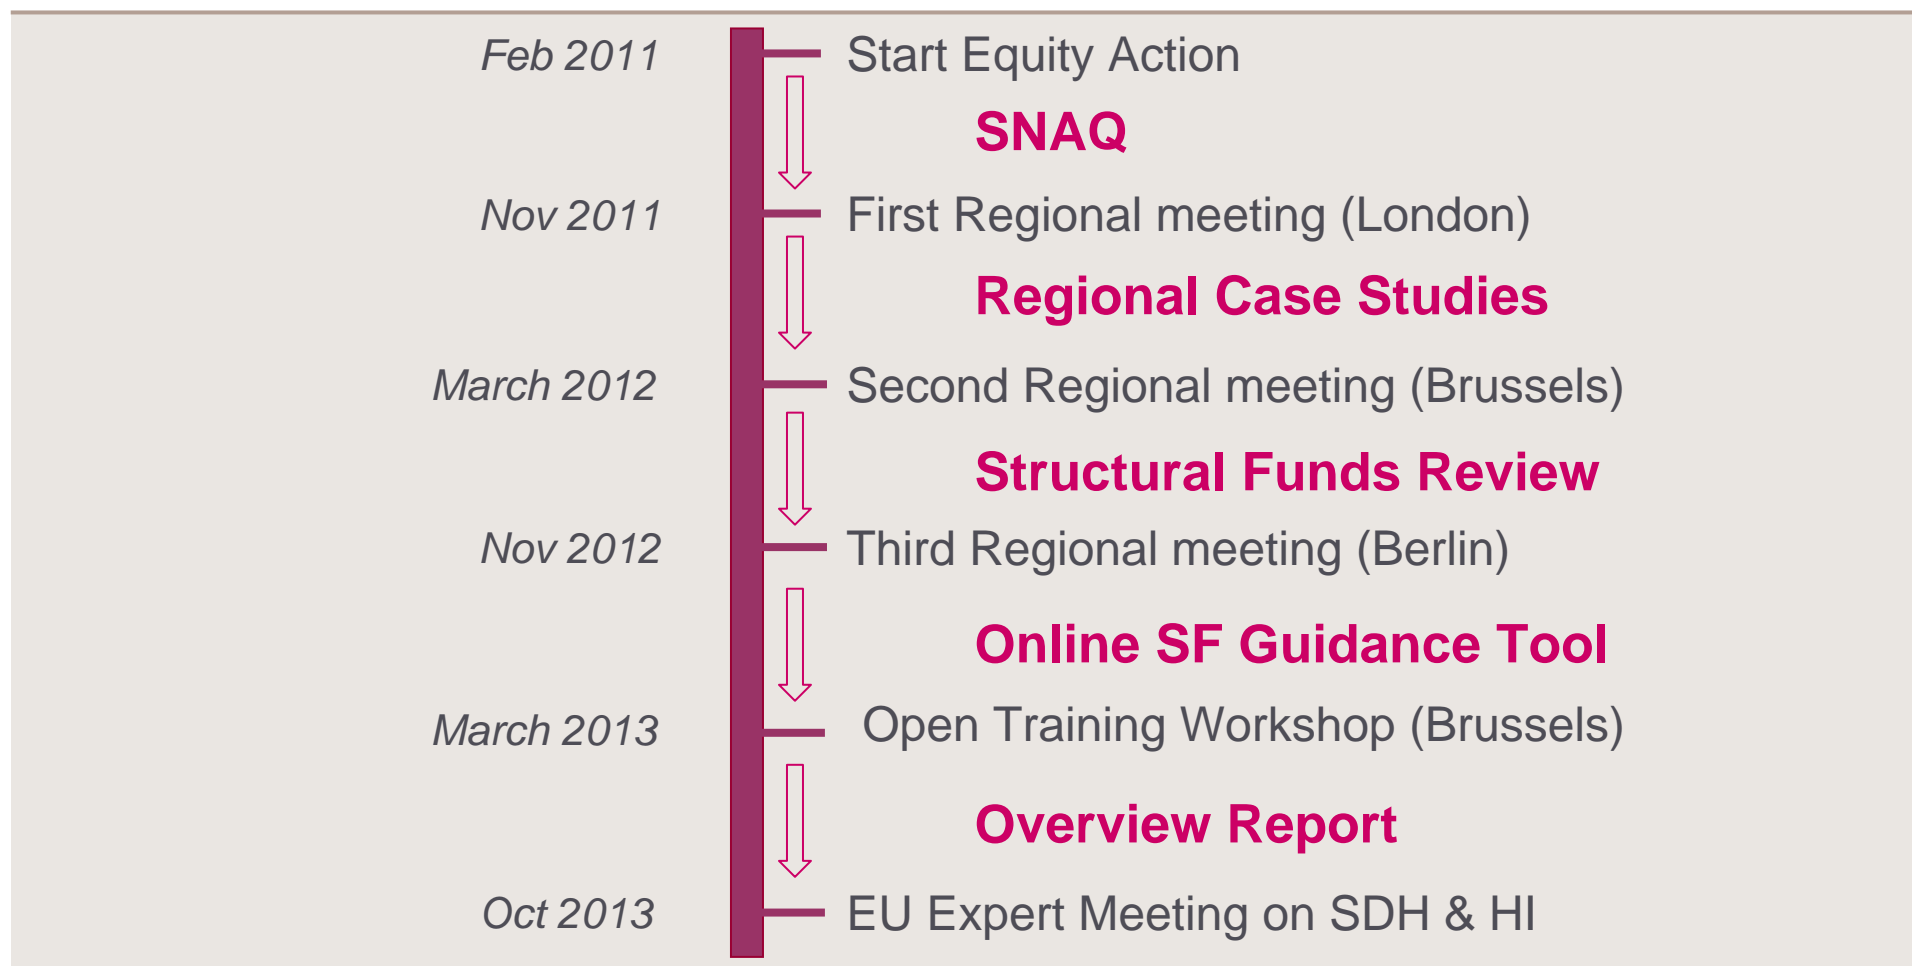 Feb 2011 Start Equity Action
SNAQ
Nov 2011 First Regional meeting (London)
Regional Case Studies
March 2012 Second Regional meeting (Brussels)
Structural Funds Review
Nov 2012 Third Regional meeting (Berlin)
Online SF Guidance Tool
March 2013 Open Training Workshop (Brussels)
Overview Report
Oct 2013 EU Expert Meeting on SDH & HI